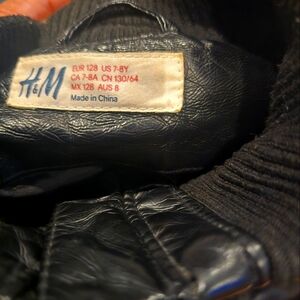 H&M
EUR 128 US 7-8Y
CA 7-8A CN 130/64
MX 128 AUS 8
Made in China